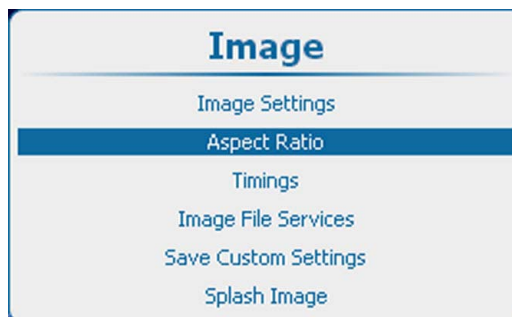 Image
Image Settings
Aspect Ratio
Timings
Image File Services
Save Custom Settings
Splash Image